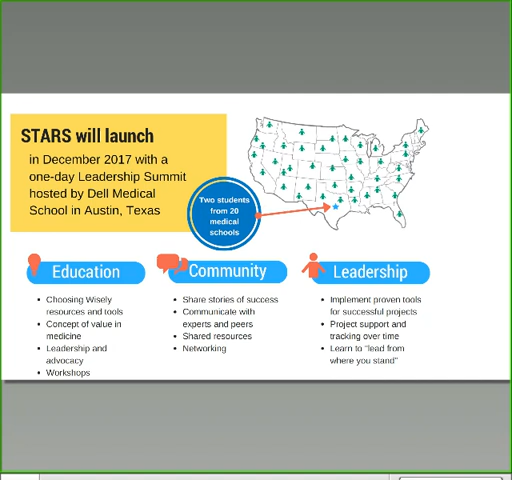 STARS will launch
in December 2017 with a
one-day Leadership Summit
hosted by Dell Medical
School in Austin, Texas
Two students
from 20
medical
schools
Education
Choosing Wisely
resources and tools
Concept of value in
medicine
Leadership and
advocacy
Workshops
Community
Share stories of success
Communicate with
experts and peers
Shared resources
Networking
Leadership
Implement proven tools
for successful projects
Project support and
tracking over time
Learn to "lead from
where you stand"